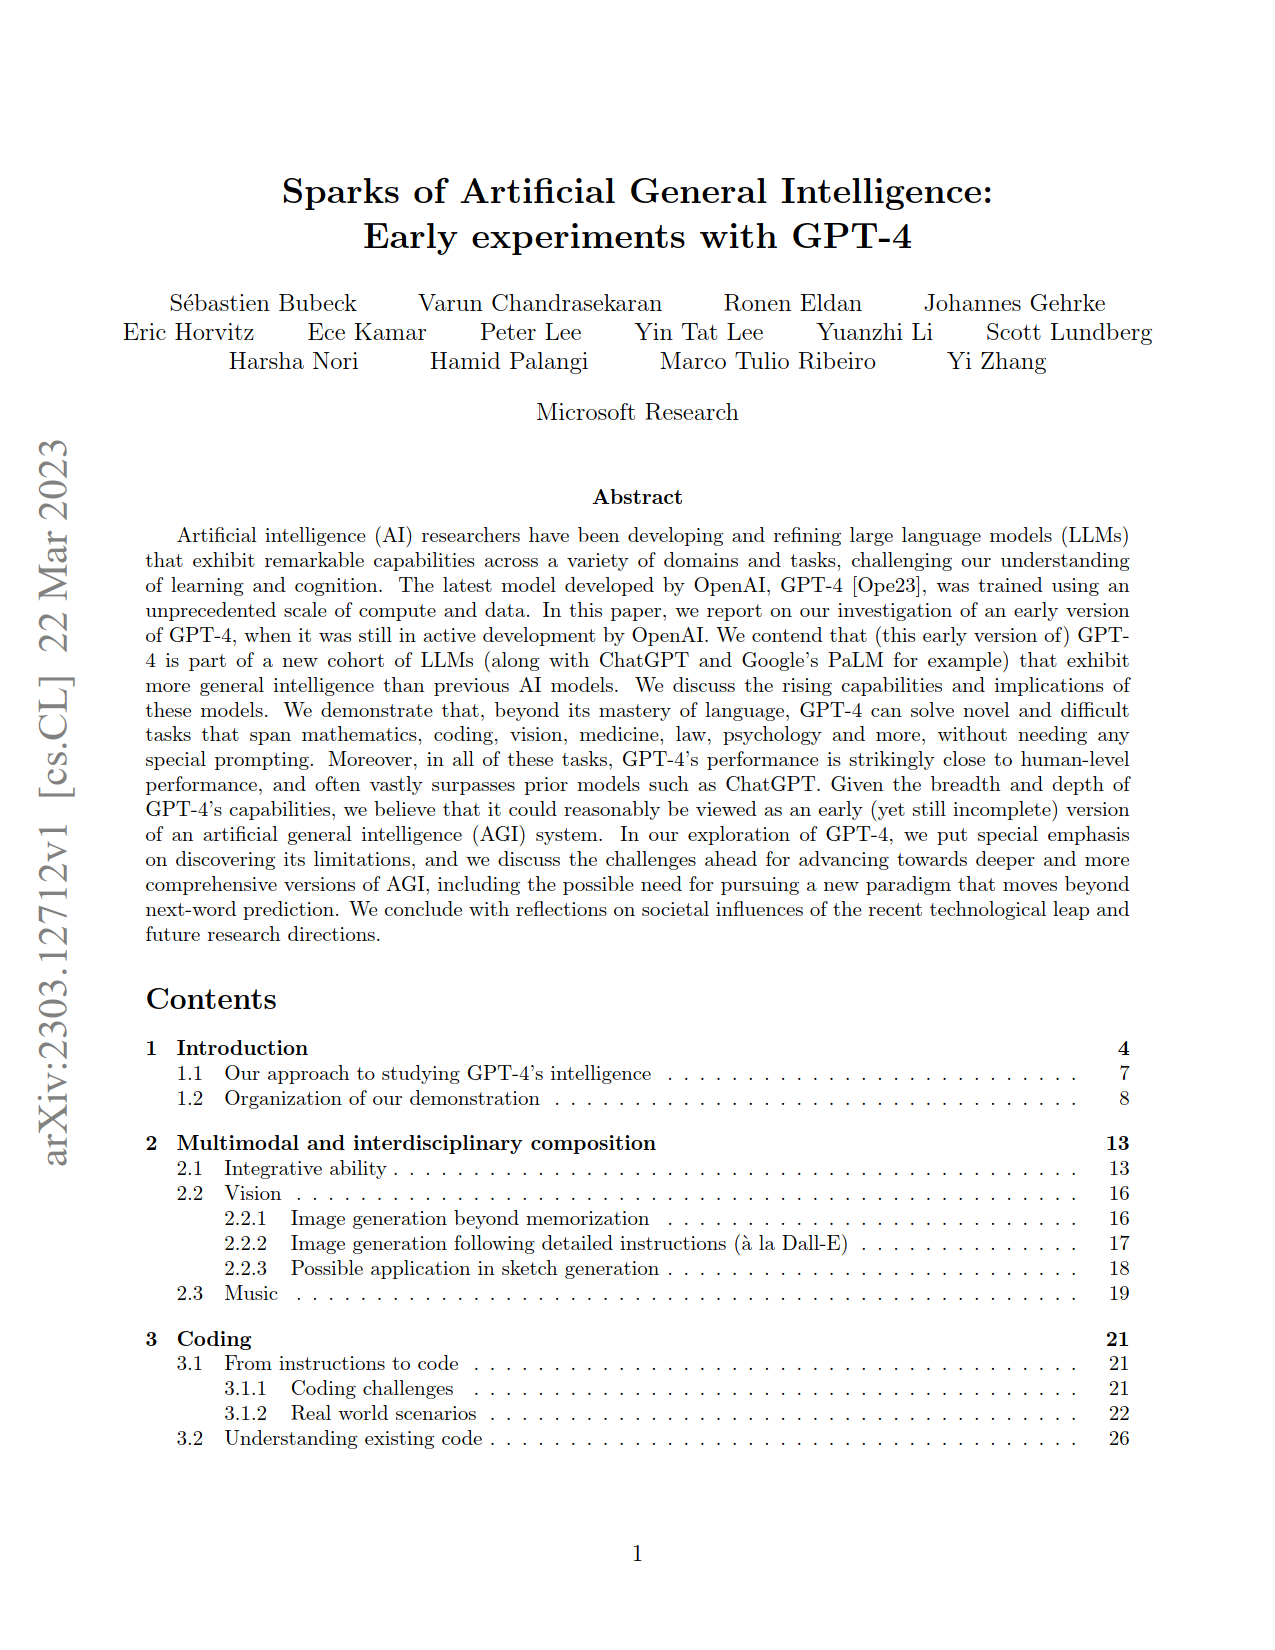 Sparks of Artificial General Intelligence:
Early experiments with GPT-4
Sébastien Bubeck Varun Chandrasekaran Ronen Eldan Johannes Gehrke
Eric Horvitz Ece Kamar Peter Lee Yin Tat Lee Yuanzhi Li Scott Lundberg
Harsha Nori Hamid Palangi Marco Tulio Ribeiro Yi Zhang
Microsoft Research
arXiv:2303.12712v1 [cs.CL] 22 Mar 2023
Abstract
Artificial intelligence (AI) researchers have been developing and refining large language models (LLMs)
that exhibit remarkable capabilities across a variety of domains and tasks, challenging our understanding
of learning and cognition. The latest model developed by OpenAI, GPT-4 [Ope23], was trained using an
unprecedented scale of compute and data. In this paper, we report on our investigation of an early version
of GPT-4, when it was still in active development by OpenAI. We contend that (this early version of) GPT-
4 is part of a new cohort of LLMs (along with ChatGPT and Google's PaLM for example) that exhibit
more general intelligence than previous AI models. We discuss the rising capabilities and implications of
these models. We demonstrate that, beyond its mastery of language, GPT-4 can solve novel and difficult
tasks that span mathematics, coding, vision, medicine, law, psychology and more, without needing any
special prompting. Moreover, in all of these tasks, GPT-4's performance is strikingly close to human-level
performance, and often vastly surpasses prior models such as ChatGPT. Given the breadth and depth of
GPT-4's capabilities, we believe that it could reasonably be viewed as an early (yet still incomplete) version
of an artificial general intelligence (AGI) system. In our exploration of GPT-4, we put special emphasis
on discovering its limitations, and we discuss the challenges ahead for advancing towards deeper and more
comprehensive versions of AGI, including the possible need for pursuing a new paradigm that moves beyond
next-word prediction. We conclude with reflections on societal influences of the recent technological leap and
future research directions.
Contents
1 Introduction 4
1.1 Our approach to studying GPT-4's intelligence . . . . . . . . . . . . . . . . . . . . . . . . . . 7
1.2 Organization of our demonstration . . . . . . . . . . . . . . . . . . . . . . . . . . . . . . . . . 8
2 Multimodal and interdisciplinary composition 13
2.1 Integrative ability . . . . . . . . . . . . . . . . . . . . . . . . . . . . . . . . . . . . . . . . . . . 13
2.2 Vision . . . . . . . . . . . . . . . . . . . . . . . . . . . . . . . . . . . . . . . . . . . . . . . . . 16
2.2.1 Image generation beyond memorization . . . . . . . . . . . . . . . . . . . . . . . . . . 16
2.2.2 Image generation following detailed instructions (à la Dall-E) . . . . . . . . . . . . . . 17
2.2.3 Possible application in sketch generation . . . . . . . . . . . . . . . . . . . . . . . . . . 18
2.3 Music . . . . . . . . . . . . . . . . . . . . . . . . . . . . . . . . . . . . . . . . . . . . . . . . . 19
3 Coding 21
3.1 From instructions to code . . . . . . . . . . . . . . . . . . . . . . . . . . . . . . . . . . . . . . 21
3.1.1 Coding challenges . . . . . . . . . . . . . . . . . . . . . . . . . . . . . . . . . . . . . . 21
3.1.2 Real world scenarios . . . . . . . . . . . . . . . . . . . . . . . . . . . . . . . . . . . . . 22
3.2 Understanding existing code . . . . . . . . . . . . . . . . . . . . . . . . . . . . . . . . . . . . . 26
1